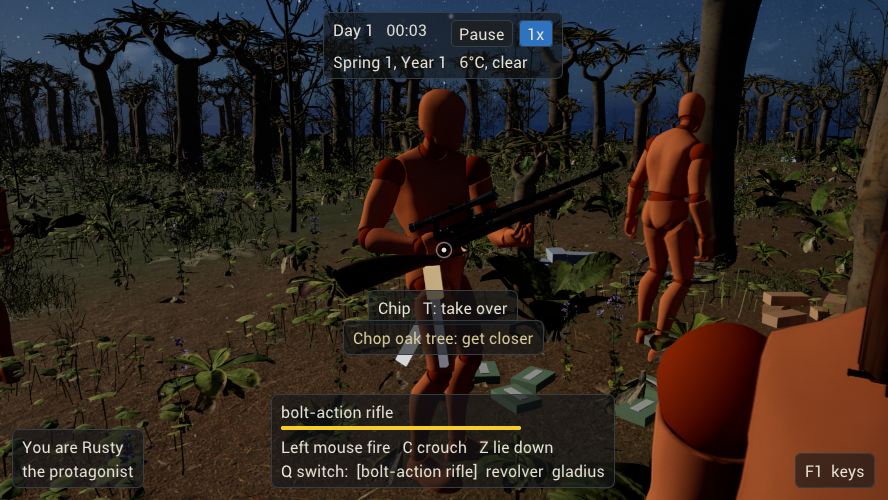 Day 1 00:03 Pause 1x
Spring 1, Year 1 6°C, clear
Chip T: take over
Chop oak tree: get closer
bolt-action rifle
Left mouse fire C crouch Z lie down
Q switch: [bolt-action rifle] revolver gladius
You are Rusty
the protagonist
F1 keys